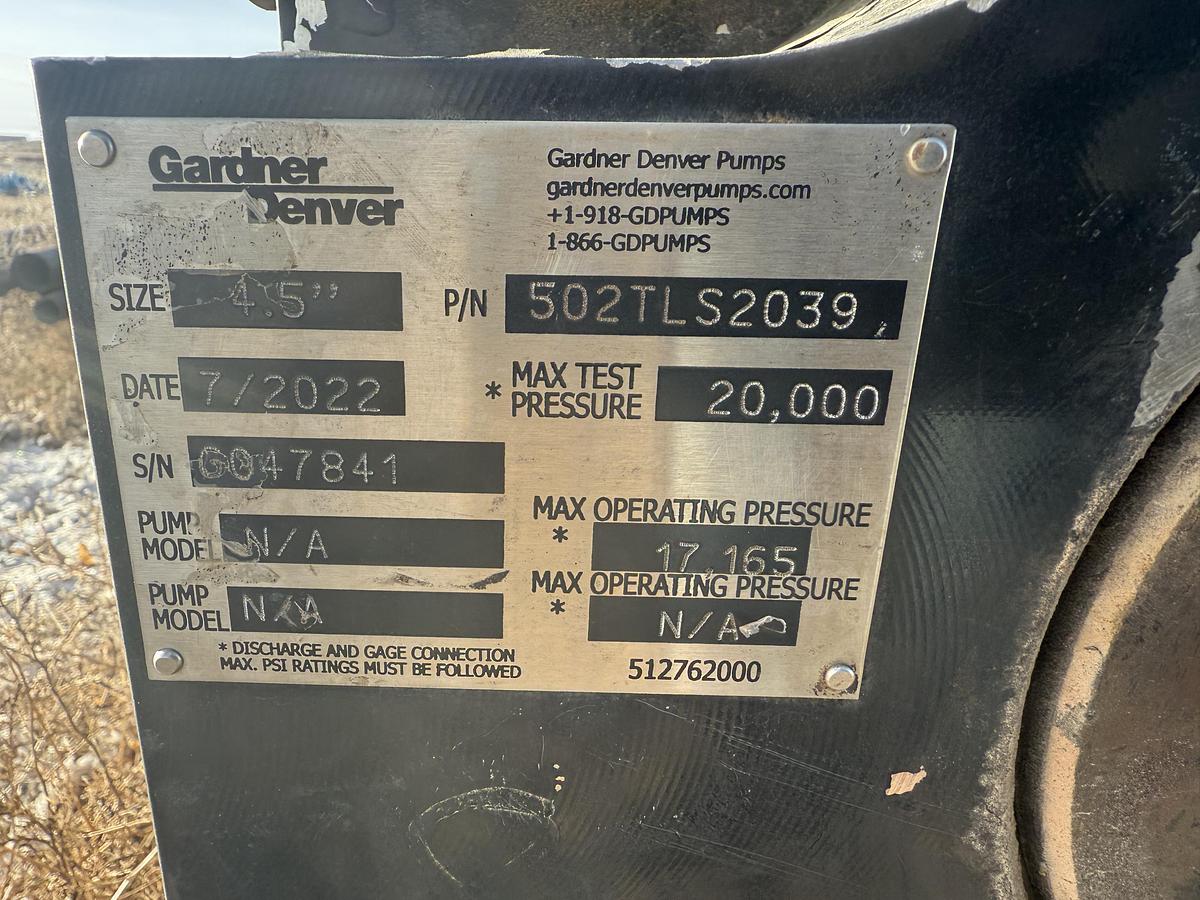 Gardner
Denver
Gardner Denver Pumps
gardnerdenverpumps.com
+1-918-GDPUMPS
1-866-GDPUMPS
SIZE 4.5”
P/N 502TLS2039
DATE 7/2022
* MAX TEST PRESSURE 20,000
S/N G047841
PUMP MODEL N/A
MAX OPERATING PRESSURE
* 17,165
PUMP MODEL N/A
MAX OPERATING PRESSURE
* N/A
* DISCHARGE AND GAGE CONNECTION
MAX. PSI RATINGS MUST BE FOLLOWED
512762000